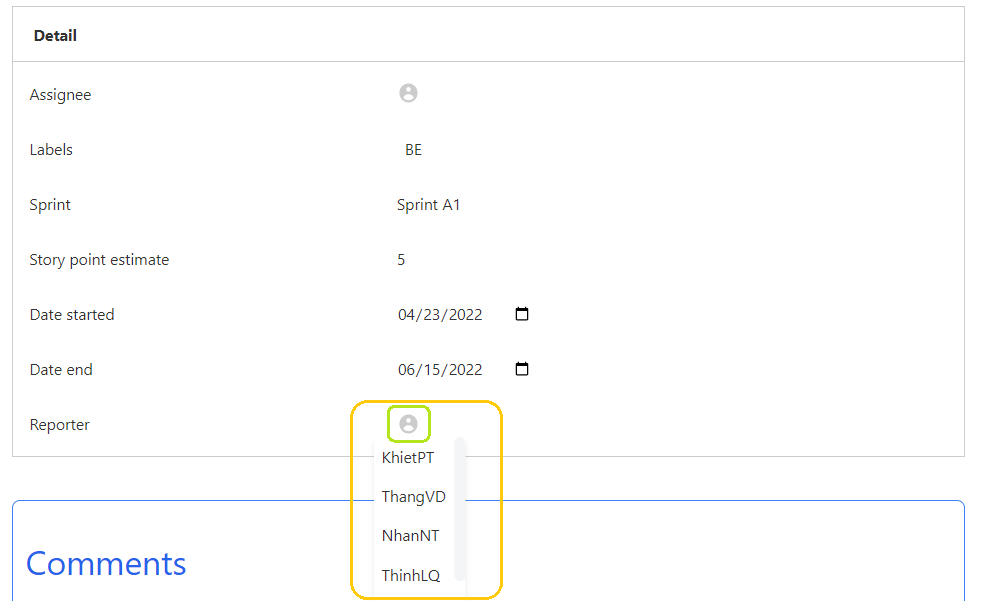 Detail
Assignee
Labels BE
Sprint Sprint A1
Story point estimate 5
Date started 04/23/2022
Date end 06/15/2022
Reporter
KhietPT
ThangVD
NhanNT
ThinhLQ
Comments